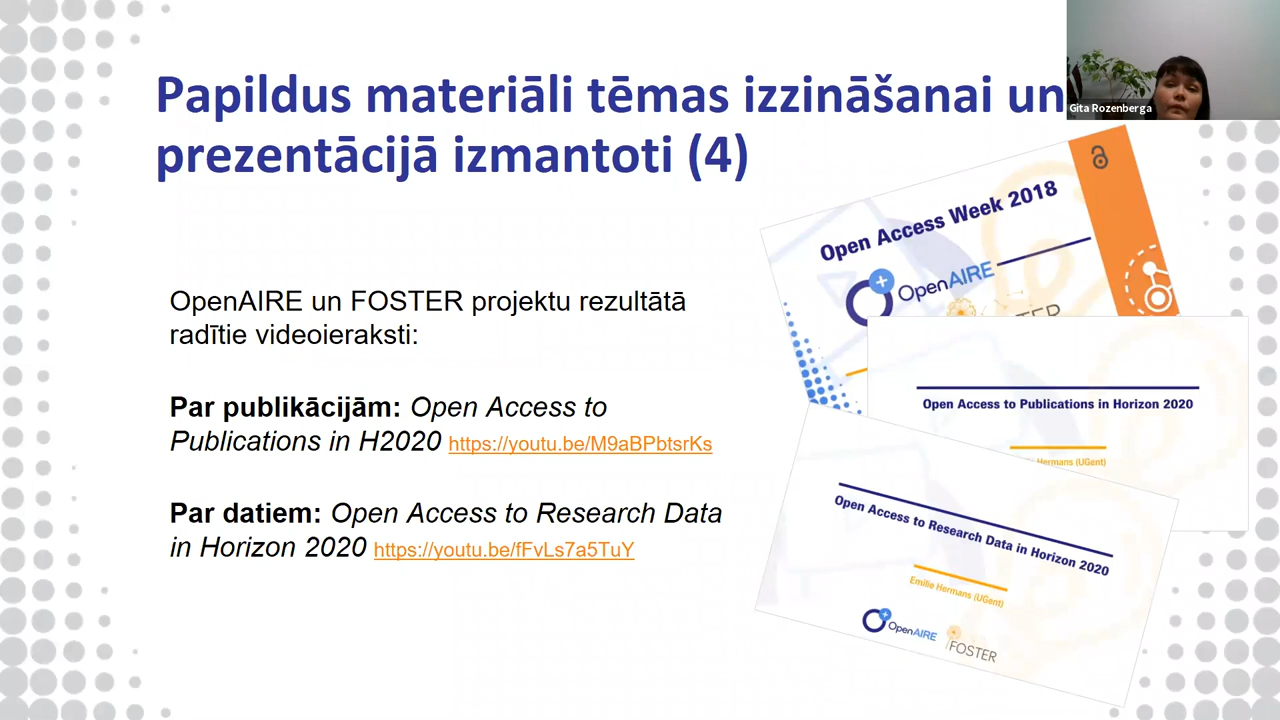 Papildus materiāli tēmas izzināšanai un
prezentācijā izmantoti (4)
Gita Rozenberga
OpenAIRE un FOSTER projektu rezultātā
radītie videoieraksti:
Par publikācijām: Open Access to
Publications in H2020 https://youtu.be/M9aBPbtsrKs
Par datiem: Open Access to Research Data
in Horizon 2020 https://youtu.be/fFvLs7a5TuY
Open Access Week 2018
OpenAIRE
Open Access to Publications in Horizon 2020
Hermans (UGent)
Open Access to Research Data in Horizon 2020
Emilie Hermans (UGent)
OpenAIRE
FOSTER